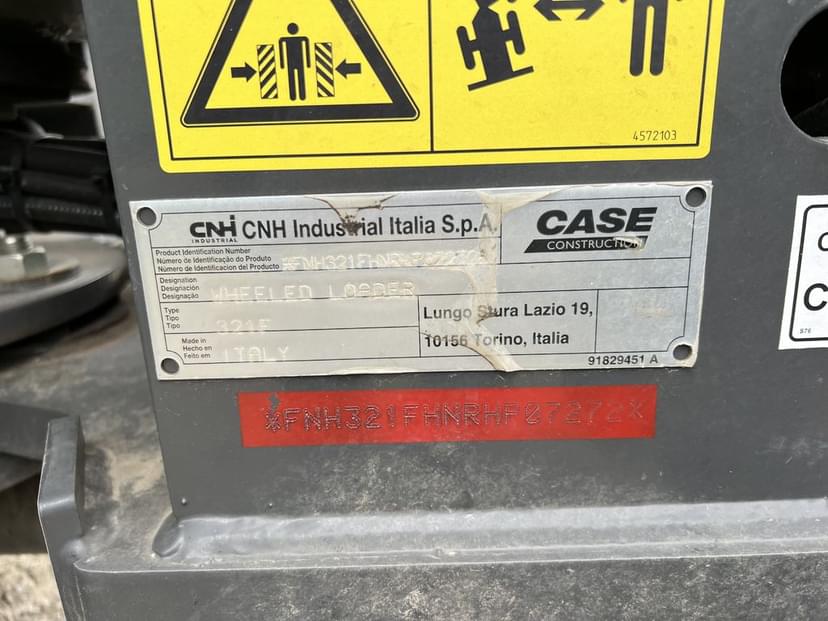 4572103
CNH INDUSTRIAL CNH Industrial Italia S.p.A.
CASE
CONSTRUCTION
Product Identification Number
Número de Identificação do Produto
Número de Identificacion del Producto
Designation
Designación
Designação
WHEELED LOADER
Type
Tipo
Tipo
321F
Made in
Hecho en
Feito em
ITALY
Lungo Stura Lazio 19,
10156 Torino, Italia
91829451 A
*FNH321FHNRHF07272*
C
S76